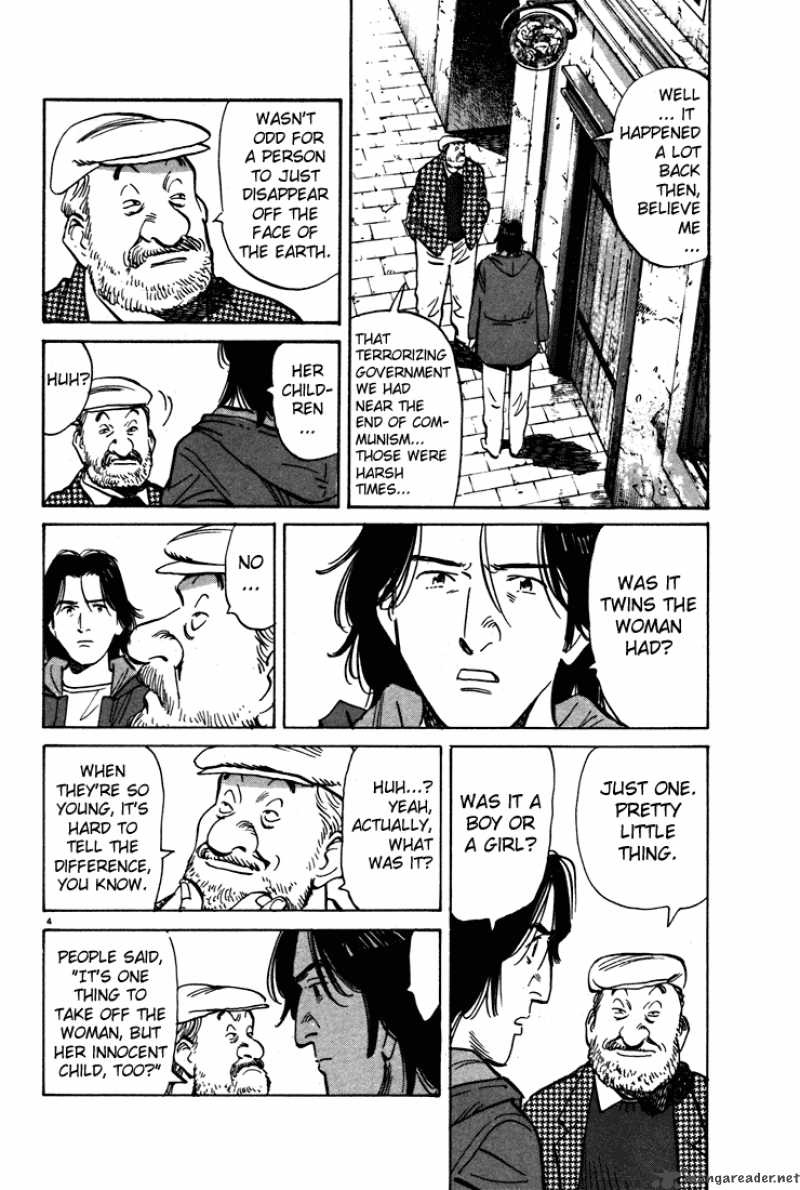 WELL
... IT
HAPPENED
A LOT
BACK
THEN,
BELIEVE
ME
...
THAT
TERRORIZING
GOVERNMENT
WE HAD
NEAR THE
END OF COM-
MUNISM...
THOSE WERE
HARSH
TIMES...
WASN'T
ODD FOR
A PERSON
TO JUST
DISAPPEAR
OFF THE
FACE OF
THE EARTH.
HER
CHILD-
REN
...
HUH?
WAS IT
TWINS THE
WOMAN
HAD?
NO
...
JUST ONE.
PRETTY
LITTLE
THING.
WAS IT A
BOY OR
A GIRL?
HUH...?
YEAH,
ACTUALLY,
WHAT
WAS IT?
WHEN
THEY'RE SO
YOUNG, IT'S
HARD TO
TELL THE
DIFFERENCE,
YOU KNOW.
4
PEOPLE SAID,
"IT'S ONE
THING TO
TAKE OFF THE
WOMAN, BUT
HER INNOCENT
CHILD, TOO?"
mangareader.net